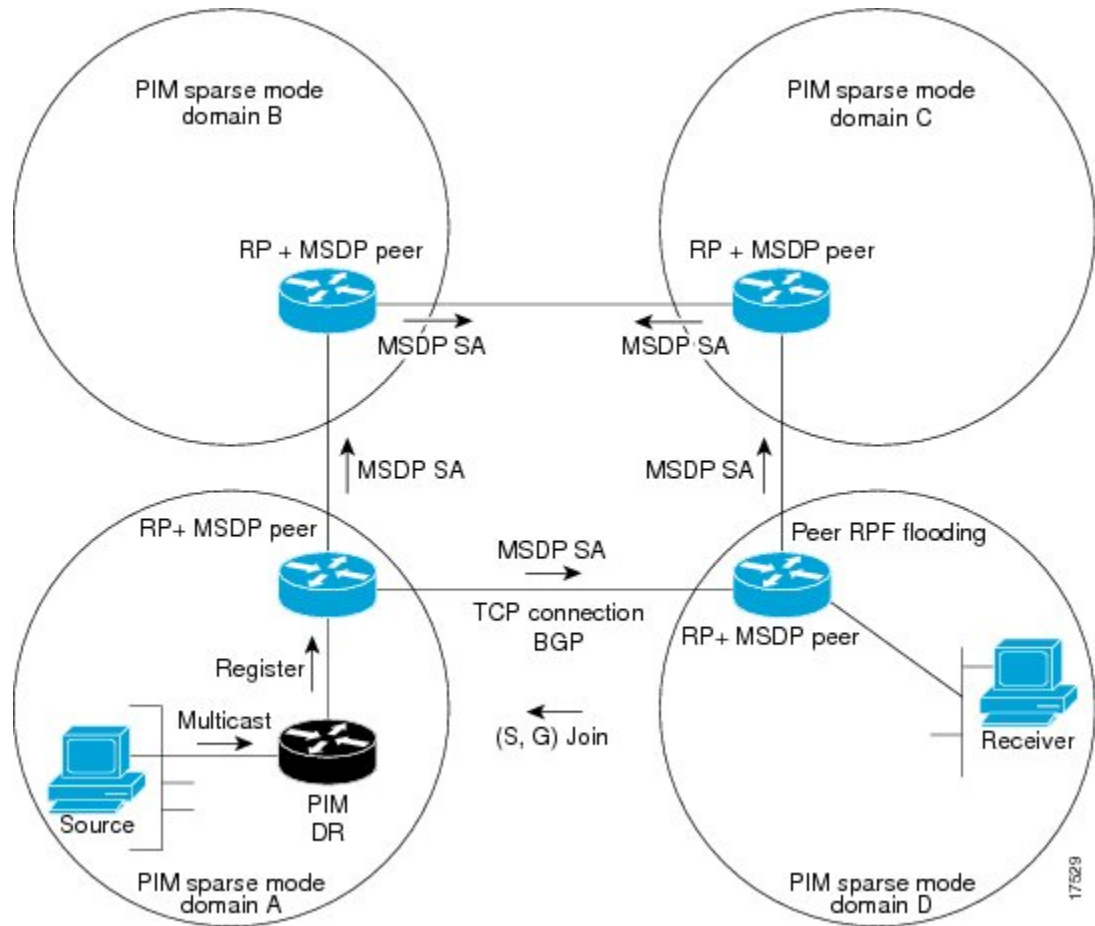 PIM sparse mode
domain B
PIM sparse mode
domain C
RP + MSDP peer
RP + MSDP peer
MSDP SA
MSDP SA
MSDP SA
MSDP SA
RP+ MSDP peer
Peer RPF flooding
MSDP SA
TCP connection
BGP
RP+ MSDP peer
Register
Multicast
(S, G) Join
Receiver
Source
PIM
DR
PIM sparse mode
domain A
PIM sparse mode
domain D
17529